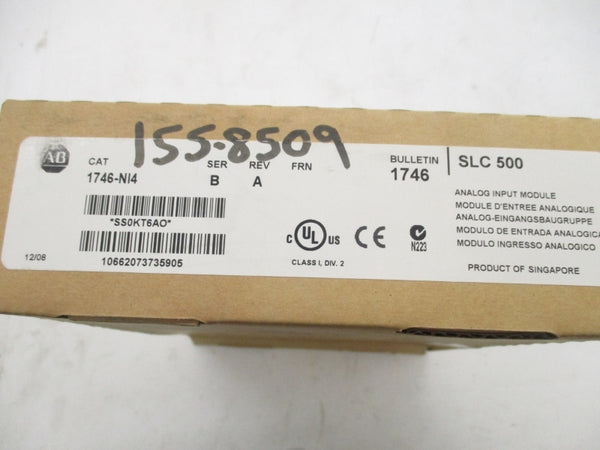 155-8509
AB
CAT SER REV FRN
1746-NI4 B A
BULLETIN
1746
SLC 500
*SS0KT6AO*
10662073735905
12/08
C UL US CE N223
CLASS I, DIV. 2
ANALOG INPUT MODULE
MODULE D'ENTREE ANALOGIQUE
ANALOG-EINGANGSBAUGRUPPE
MODULO DE ENTRADA ANALOGICA
MODULO INGRESSO ANALOGICO
PRODUCT OF SINGAPORE